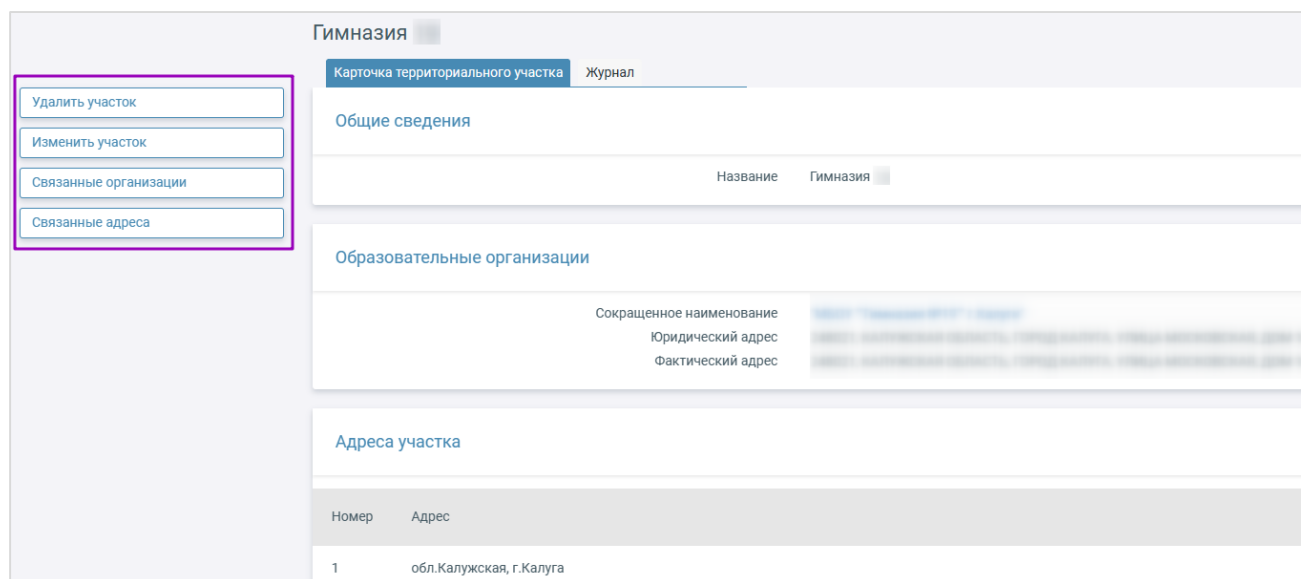 Гимназия
Карточка территориального участка
Журнал
Удалить участок
Изменить участок
Связанные организации
Связанные адреса
Общие сведения
Название Гимназия
Образовательные организации
Сокращенное наименование
Юридический адрес
Фактический адрес
Адреса участка
Номер Адрес
1 обл.Калужская, г.Калуга